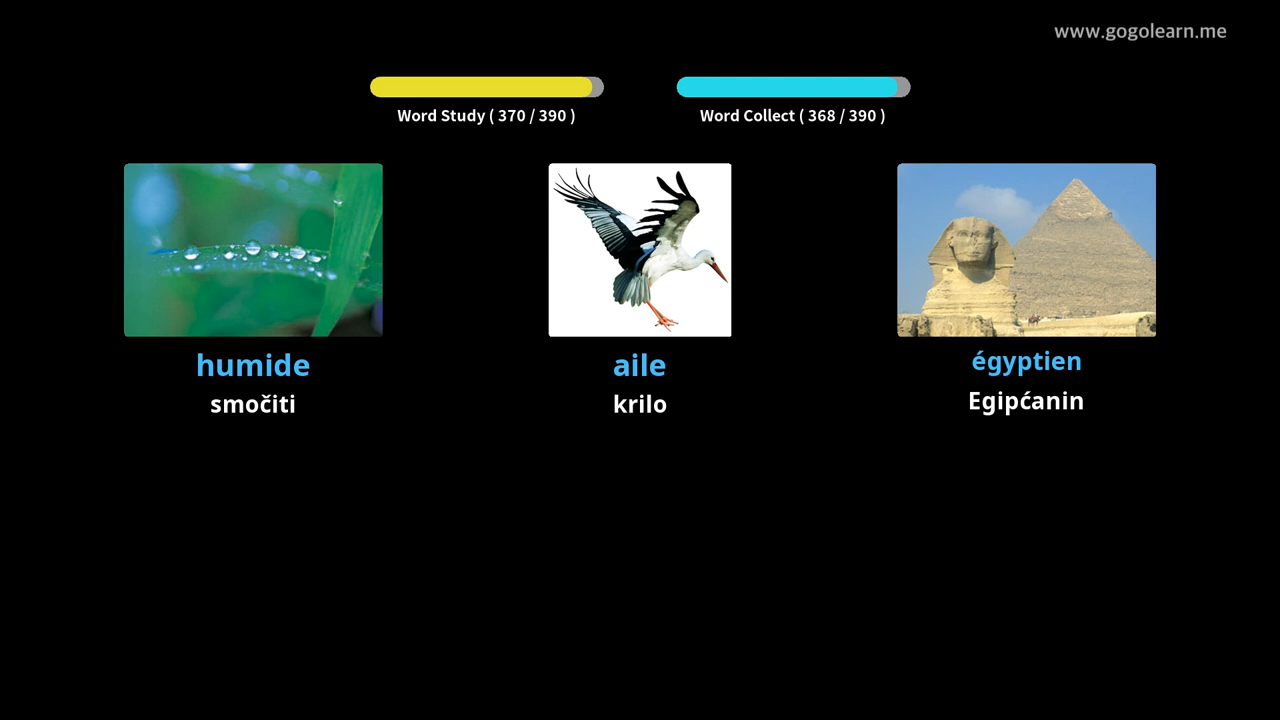 www.gogolearn.me
Word Study ( 370 / 390 )
Word Collect ( 368 / 390 )
humide
aile
égyptien
smočiti
krilo
Egipćanin